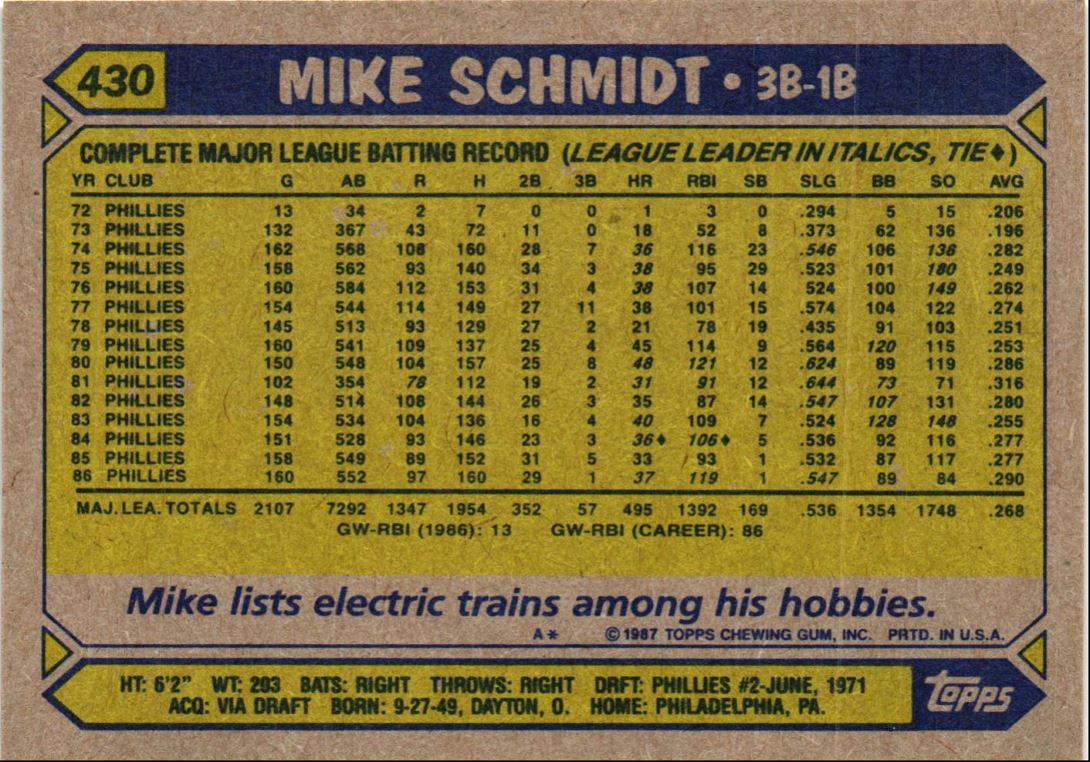 430 MIKE SCHMIDT • 3B-1B
COMPLETE MAJOR LEAGUE BATTING RECORD (LEAGUE LEADER IN ITALICS, TIE♦)
YR CLUB G AB R H 2B 3B HR RBI SB SLG BB SO AVG
72 PHILLIES 13 34 2 7 0 0 1 3 0 .294 5 15 .206
73 PHILLIES 132 367 43 72 11 0 18 52 8 .373 62 136 .196
74 PHILLIES 162 568 108 160 28 7 36 116 23 .546 106 138 .282
75 PHILLIES 158 562 93 140 34 3 38 95 29 .523 101 180 .249
76 PHILLIES 160 584 112 153 31 4 38 107 14 .524 100 149 .262
77 PHILLIES 154 544 114 149 27 11 38 101 15 .574 104 122 .274
78 PHILLIES 145 513 93 129 27 2 21 78 19 .435 91 103 .251
79 PHILLIES 160 541 109 137 25 4 45 114 9 .564 120 115 .253
80 PHILLIES 150 548 104 157 25 8 48 121 12 .624 89 119 .286
81 PHILLIES 102 354 78 112 19 2 31 91 12 .644 73 71 .316
82 PHILLIES 148 514 108 144 26 3 35 87 14 .547 107 131 .280
83 PHILLIES 154 534 104 136 16 4 40 109 7 .524 128 148 .255
84 PHILLIES 151 528 93 146 23 3 36♦ 106♦ 5 .536 92 116 .277
85 PHILLIES 158 549 89 152 31 5 33 93 1 .532 87 117 .277
86 PHILLIES 160 552 97 160 29 1 37 119 1 .547 89 84 .290
MAJ. LEA. TOTALS 2107 7292 1347 1954 352 57 495 1392 169 .536 1354 1748 .268
GW-RBI (1986): 13 GW-RBI (CAREER): 86
Mike lists electric trains among his hobbies.
A* ©1987 TOPPS CHEWING GUM, INC. PRTD. IN U.S.A.
HT: 6'2" WT: 203 BATS: RIGHT THROWS: RIGHT DRFT: PHILLIES #2-JUNE, 1971
ACQ: VIA DRAFT BORN: 9-27-49, DAYTON, O. HOME: PHILADELPHIA, PA.
TOPPS